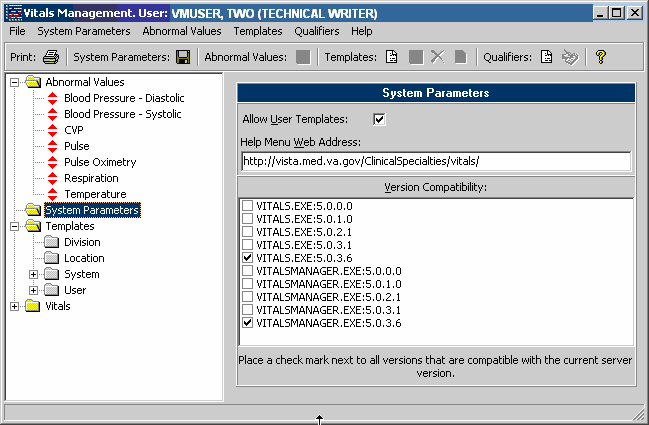 Vitals Management. User: VMUSER, TWO (TECHNICAL WRITER)
File System Parameters Abnormal Values Templates Qualifiers Help
Print: System Parameters: Abnormal Values: Templates: Qualifiers: ?
Abnormal Values
Blood Pressure - Diastolic
Blood Pressure - Systolic
CVP
Pulse
Pulse Oximetry
Respiration
Temperature
System Parameters
Templates
Division
Location
System
User
Vitals
System Parameters
Allow User Templates:
Help Menu Web Address:
http://vista.med.va.gov/ClinicalSpecialties/vitals/
Version Compatibility:
VITALS.EXE:5.0.0.0
VITALS.EXE:5.0.1.0
VITALS.EXE:5.0.2.1
VITALS.EXE:5.0.3.1
VITALS.EXE:5.0.3.6
VITALSMANAGER.EXE:5.0.0.0
VITALSMANAGER.EXE:5.0.1.0
VITALSMANAGER.EXE:5.0.2.1
VITALSMANAGER.EXE:5.0.3.1
VITALSMANAGER.EXE:5.0.3.6
Place a check mark next to all versions that are compatible with the current server
version.